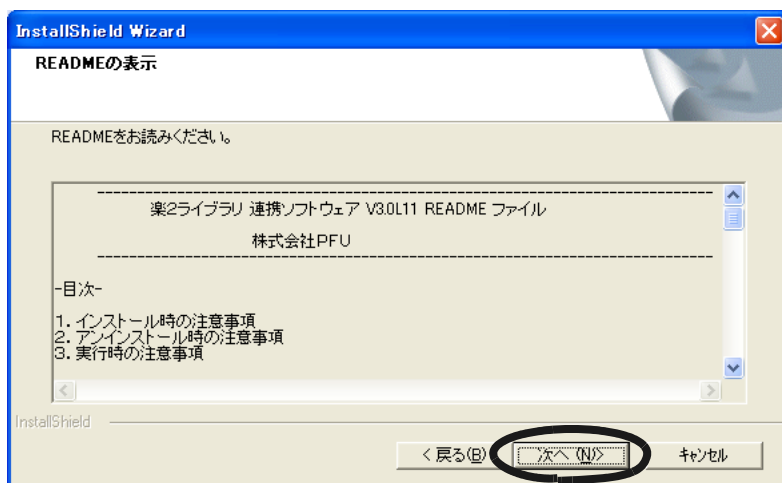 InstallShield Wizard
READMEの表示
READMEをお読みください。
--------------------------------------------------------------------------------
楽2ライブラリ 連携ソフトウェア V3.0L11 README ファイル
株式会社PFU
--------------------------------------------------------------------------------
-目次-
1. インストール時の注意事項
2. アンインストール時の注意事項
3. 実行時の注意事項
InstallShield
< 戻る(B)
次へ (N)>
キャンセル